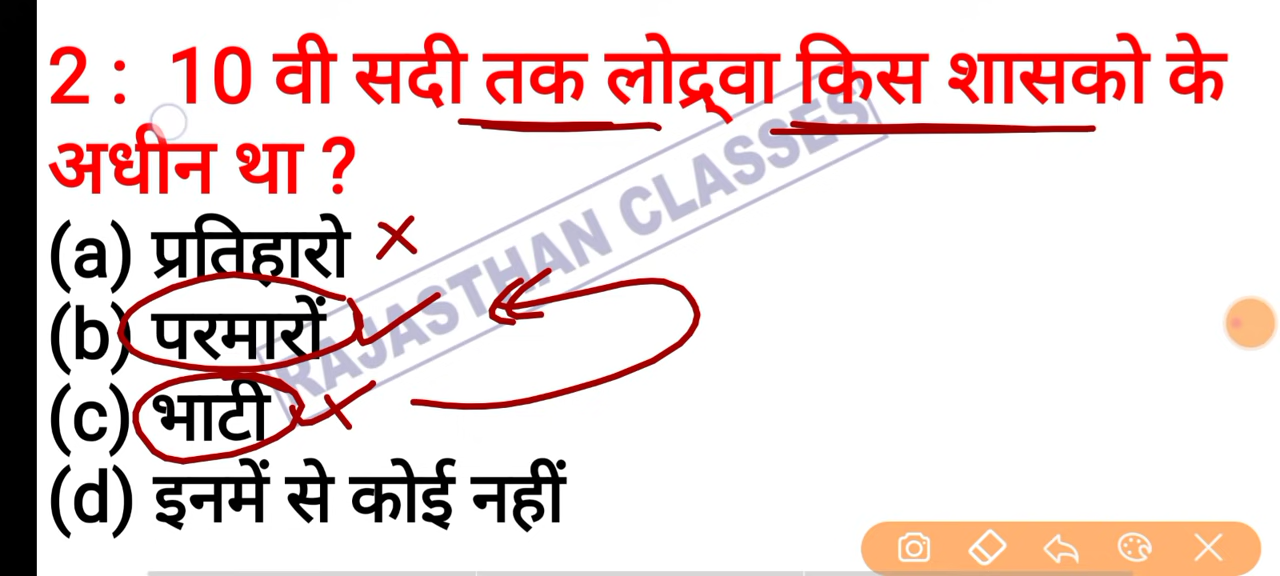 2 : 10 वी सदी तक लोद्र्वा किस शासको के
अधीन था ?
(a) प्रतिहारो
(b) परमारों
(c) भाटी
(d) इनमें से कोई नहीं
RAJASTHAN CLASSES